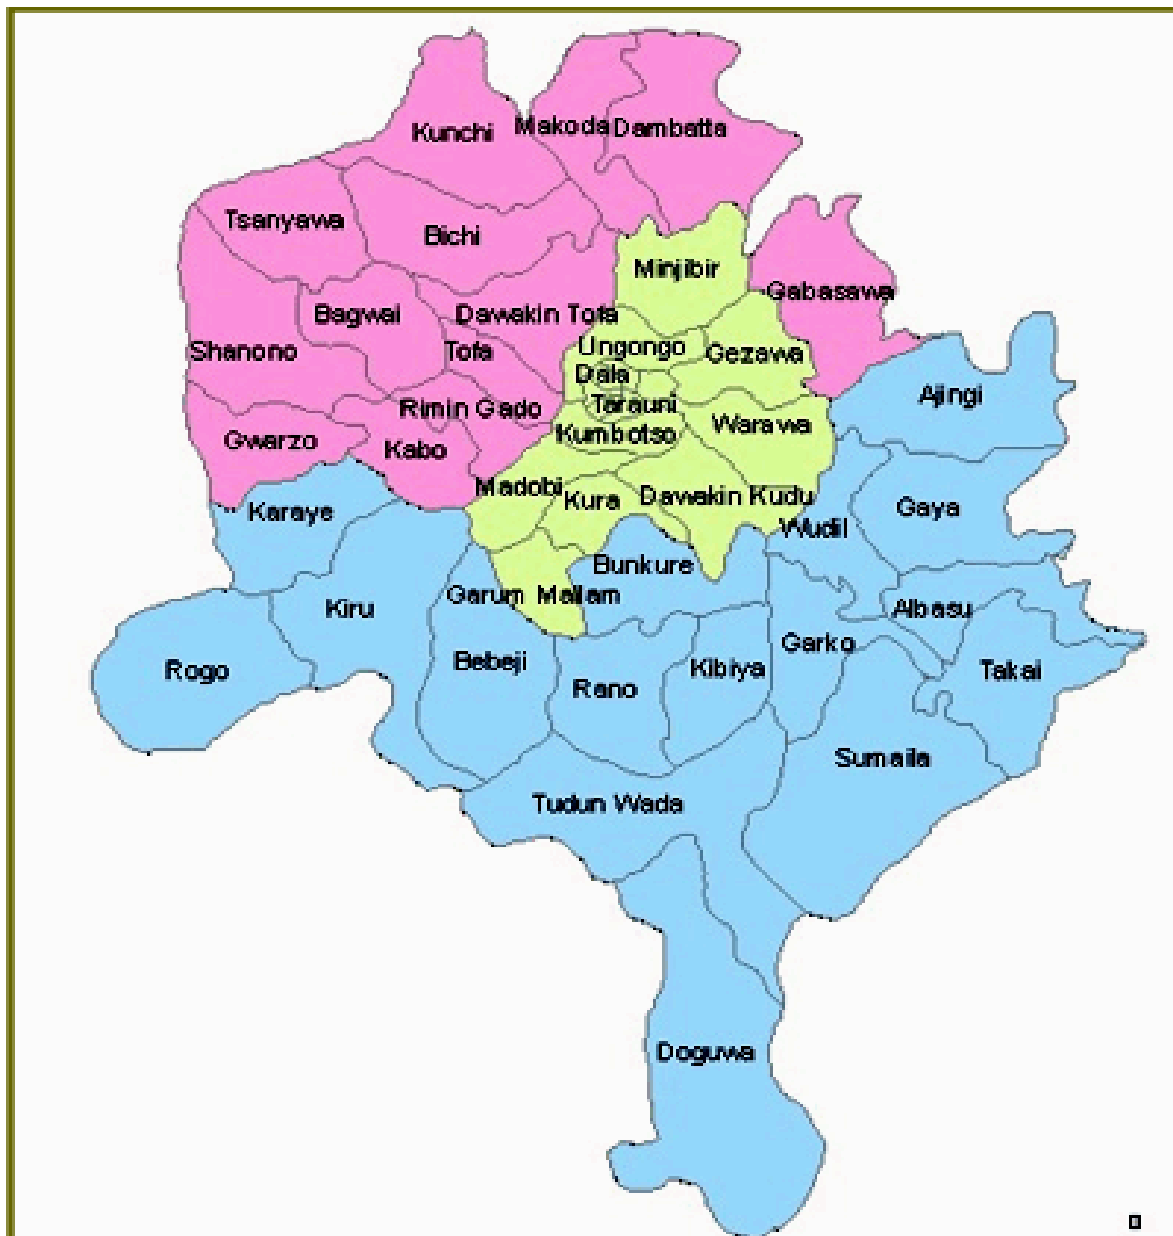 Kunchi
Makoda
Dambatta
Tsanyawa
Bichi
Minjibir
Gabasawa
Bagwai
Dawakin Tofa
Shanono
Tofa
Ungongo
Gezawa
Dala
Ajingi
Rimin Gado
Tarauni
Warawa
Gwarzo
Kabo
Kumbotso
Madobi
Kura
Dawakin Kudu
Karaye
Wudil
Gaya
Bunkure
Garum Mallam
Kiru
Albasu
Rogo
Bebeji
Rano
Kibiya
Garko
Takai
Sumaila
Tudun Wada
Doguwa